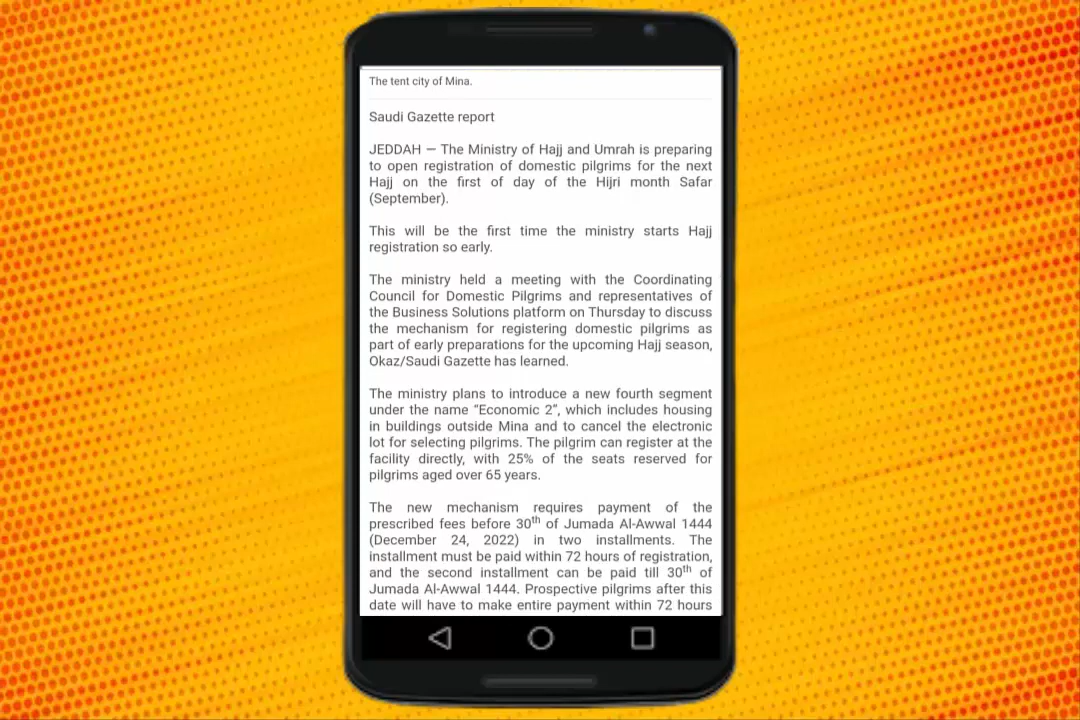 The tent city of Mina.
Saudi Gazette report
JEDDAH — The Ministry of Hajj and Umrah is preparing
to open registration of domestic pilgrims for the next
Hajj on the first of day of the Hijri month Safar
(September).
This will be the first time the ministry starts Hajj
registration so early.
The ministry held a meeting with the Coordinating
Council for Domestic Pilgrims and representatives of
the Business Solutions platform on Thursday to discuss
the mechanism for registering domestic pilgrims as
part of early preparations for the upcoming Hajj season,
Okaz/Saudi Gazette has learned.
The ministry plans to introduce a new fourth segment
under the name “Economic 2”, which includes housing
in buildings outside Mina and to cancel the electronic
lot for selecting pilgrims. The pilgrim can register at the
facility directly, with 25% of the seats reserved for
pilgrims aged over 65 years.
The new mechanism requires payment of the
prescribed fees before 30th of Jumada Al-Awwal 1444
(December 24, 2022) in two installments. The
installment must be paid within 72 hours of registration,
and the second installment can be paid till 30th of
Jumada Al-Awwal 1444. Prospective pilgrims after this
date will have to make entire payment within 72 hours